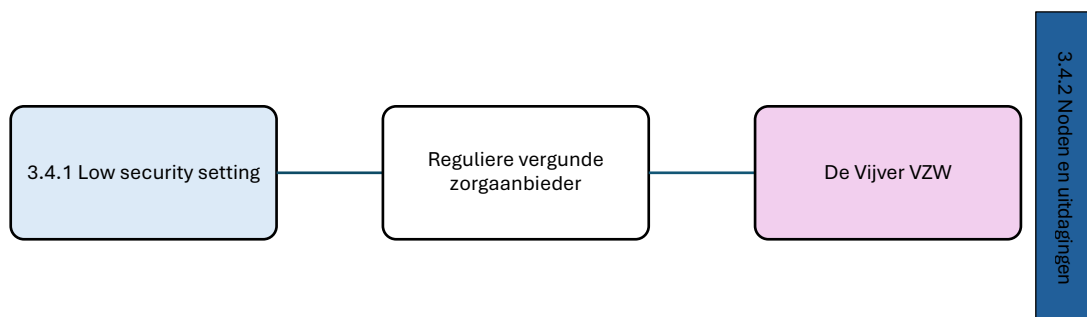 3.4.1 Low security setting
Reguliere vergunde
zorgaanbieder
De Vijver VZW
3.4.2 Noden en uitdagingen